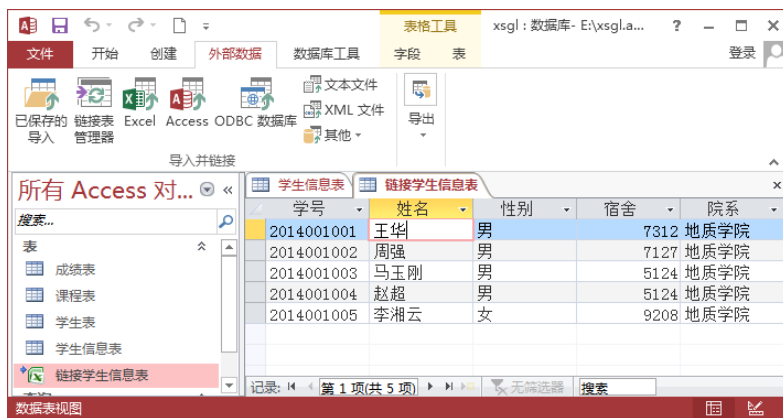 表格工具 xsgl : 数据库- E:\xsgl.a... ?
文件 开始 创建 外部数据 数据库工具 字段 表 登录
已保存的导入 链接表管理器 Excel Access ODBC 数据库 文本文件 XML 文件 其他 导出
导入并链接
所有 Access 对... «
搜索...
表
成绩表
课程表
学生表
学生信息表
链接学生信息表
学生信息表 链接学生信息表
学号 姓名 性别 宿舍 院系
2014001001 王华 男 7312 地质学院
2014001002 周强 男 7127 地质学院
2014001003 马玉刚 男 5124 地质学院
2014001004 赵超 男 5124 地质学院
2014001005 李湘云 女 9208 地质学院
记录: 第 1 项(共 5 项) 无筛选器 搜索
数据表视图